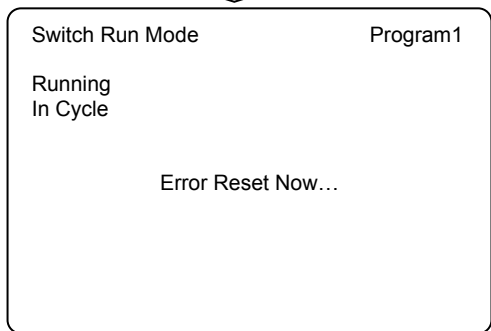 Switch Run Mode Program1
Running
In Cycle
Error Reset Now…